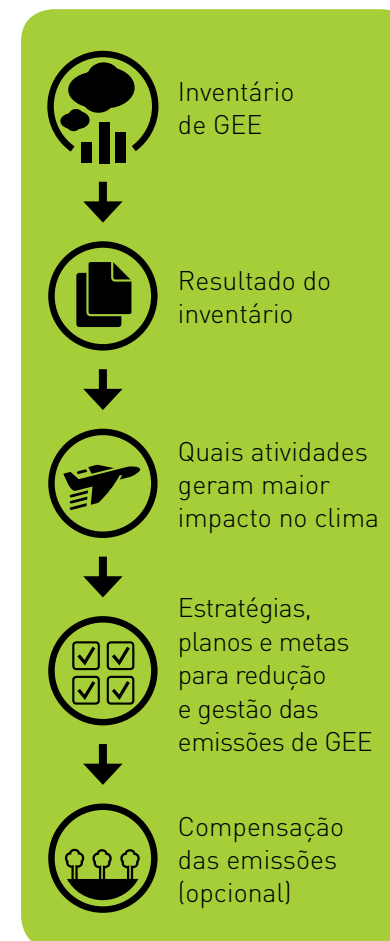 Inventário
de GEE
Resultado do
inventário
Quais atividades
geram maior
impacto no clima
Estratégias,
planos e metas
para redução
e gestão das
emissões de GEE
Compensação
das emissões
(opcional)